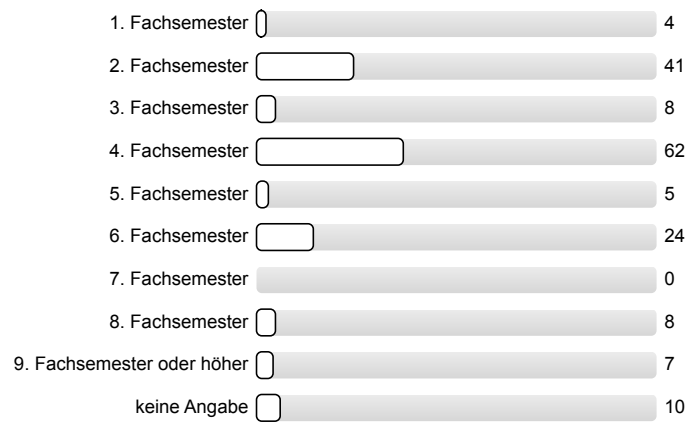 1. Fachsemester 4
2. Fachsemester 41
3. Fachsemester 8
4. Fachsemester 62
5. Fachsemester 5
6. Fachsemester 24
7. Fachsemester 0
8. Fachsemester 8
9. Fachsemester oder höher 7
keine Angabe 10